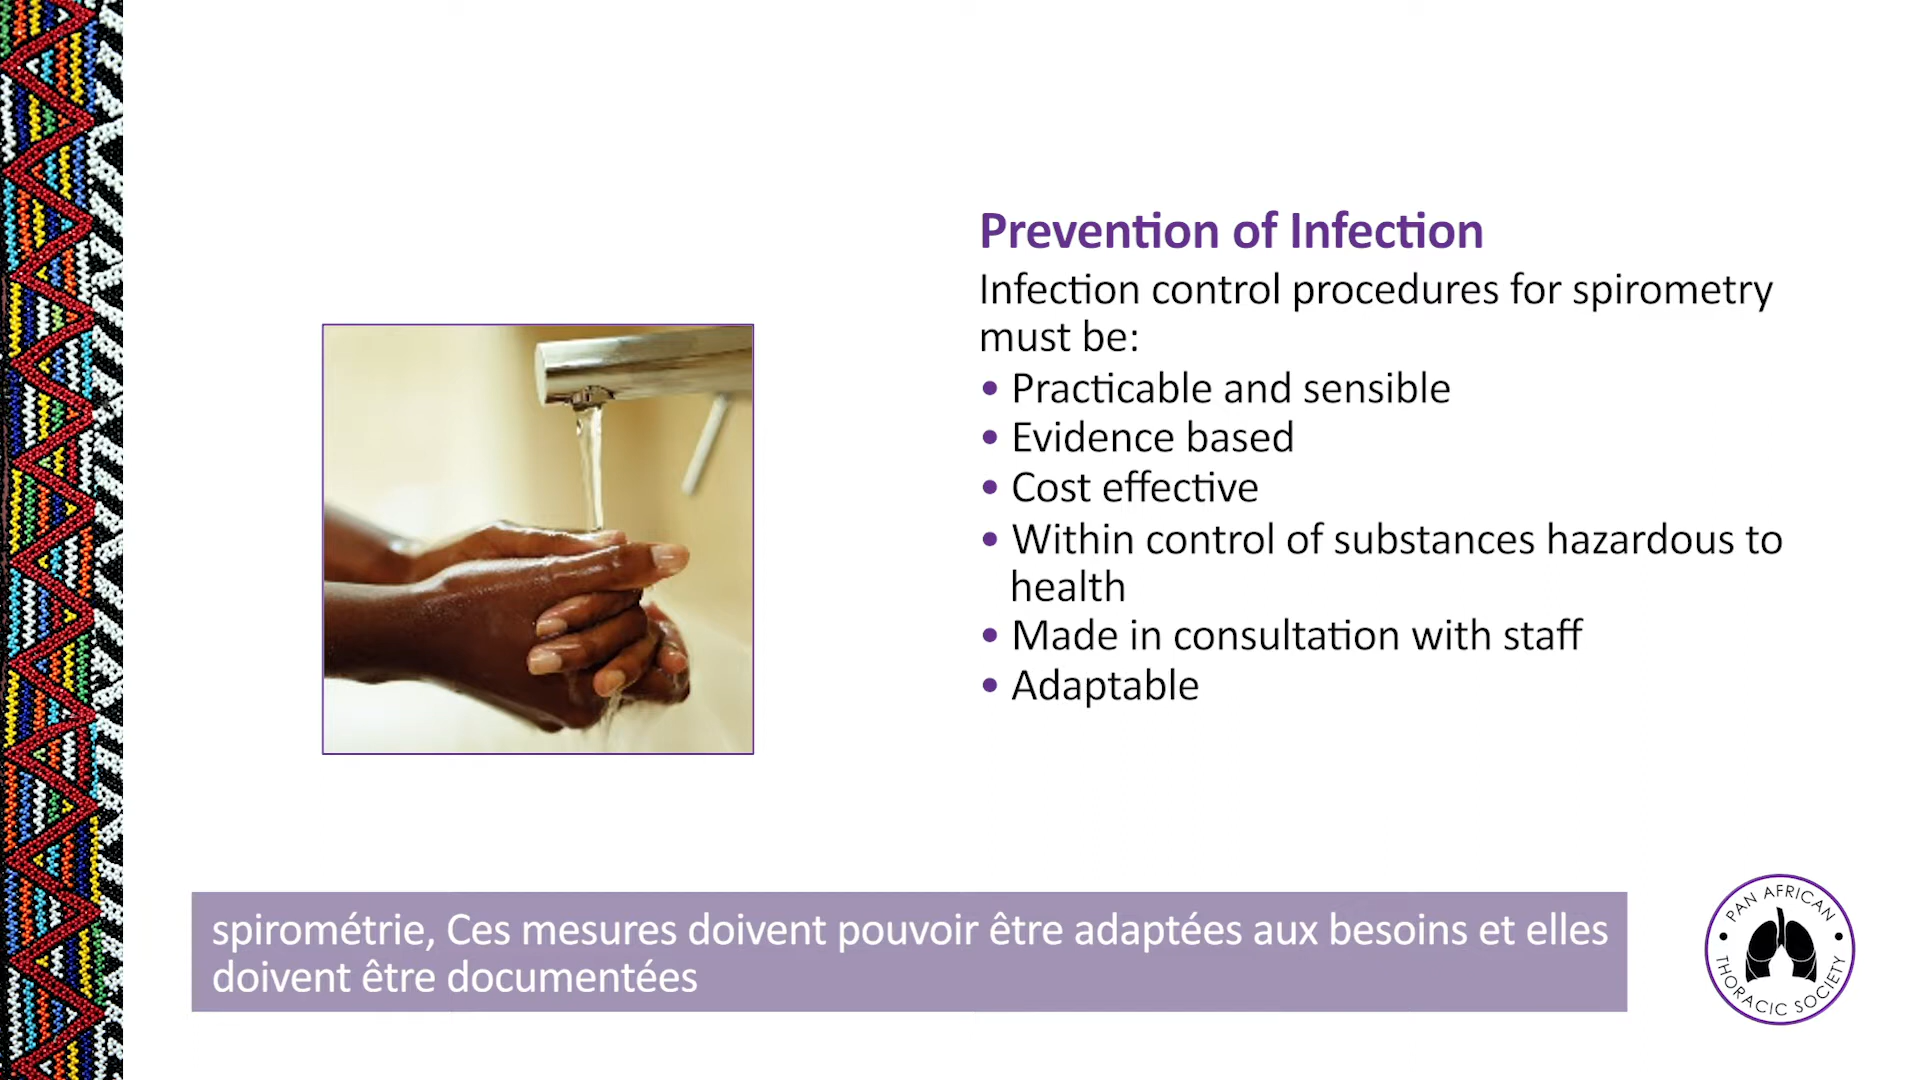 Prevention of Infection
Infection control procedures for spirometry
must be:
• Practicable and sensible
• Evidence based
• Cost effective
• Within control of substances hazardous to
health
• Made in consultation with staff
• Adaptable
spirométrie, Ces mesures doivent pouvoir être adaptées aux besoins et elles
doivent être documentées
• PAN AFRICAN •
THORACIC SOCIETY